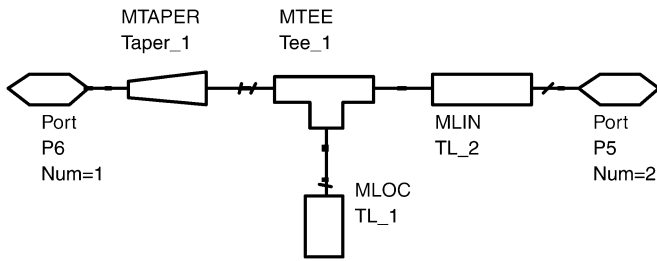 MTAPER
Taper_1
MTEE
Tee_1
Port
P6
Num=1
MLIN
TL_2
Port
P5
Num=2
MLOC
TL_1